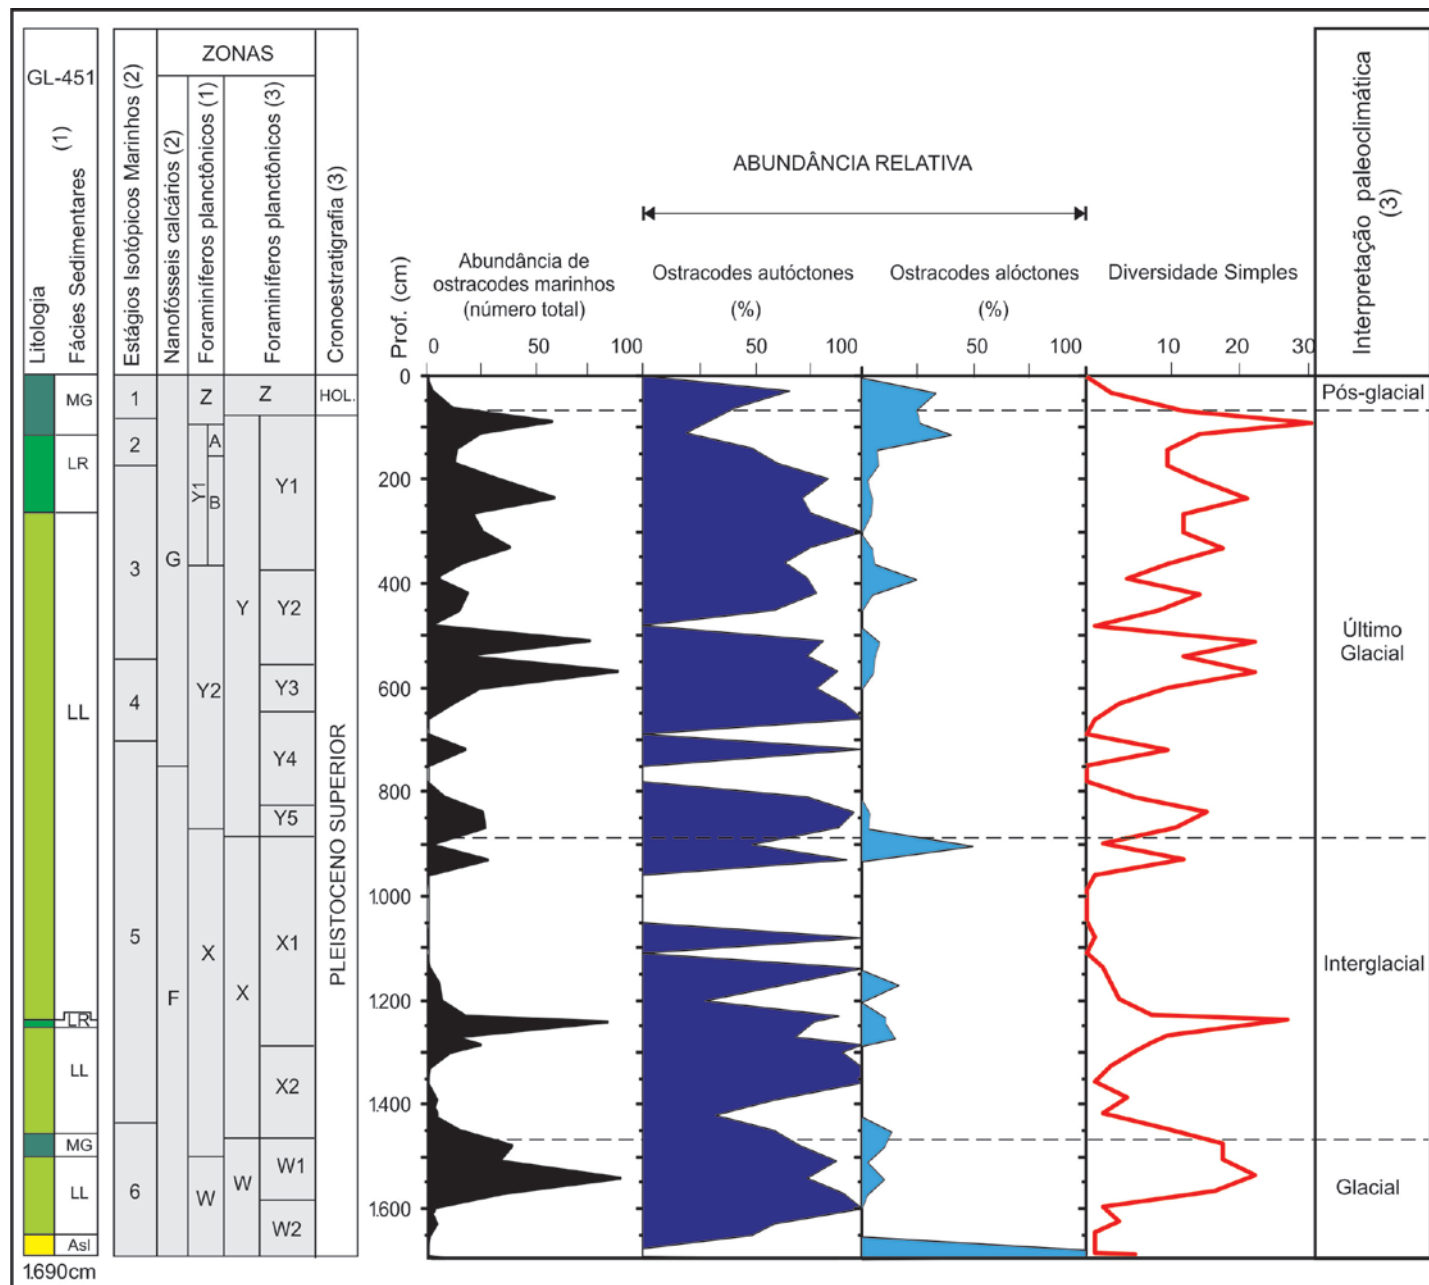 GL-451
Litologia
Fácies Sedimentares (1)
Estágios Isotópicos Marinhos (2)
ZONAS
Nanofósseis calcários (2)
Foraminíferos planctônicos (1)
Foraminíferos planctônicos (3)
Cronoestratigrafia (3)
Prof. (cm)
ABUNDÂNCIA RELATIVA
Abundância de
ostracodes marinhos
(número total)
Ostracodes autóctones
(%)
Ostracodes alóctones
(%)
Diversidade Simples
Interpretação paleoclimática
(3)
0 50 100
50 100
50 100
10 20 30
0
200
400
600
800
1.000
1.200
1.400
1.600
MG
LR
LL
LR
LL
MG
LL
Asl
1.690cm
1
2
3
4
5
6
G
F
Z
Y1
A
B
Y2
X
W
Z
Y
Y1
Y2
Y3
Y4
Y5
X
X1
X2
W
W1
W2
HOL.
PLEISTOCENO SUPERIOR
Pós-glacial
Último
Glacial
Interglacial
Glacial